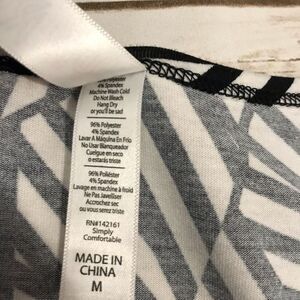 Polyester
4% Spandex
Machine Wash Cold
Do Not Bleach
Hang Dry
or you'll be sad
96% Polyester
4% Spandex
Lavar A Máquina En Frío
No Usar Blanqueador
Cuelgue en seco
o estarás triste
96% Poliéster
4% Spandex
Lavage en machine à froid
Ne Pas Javelliser
Accrochez sec
ou vous serez triste
RN#142161
Simply
Comfortable
MADE IN
CHINA
M